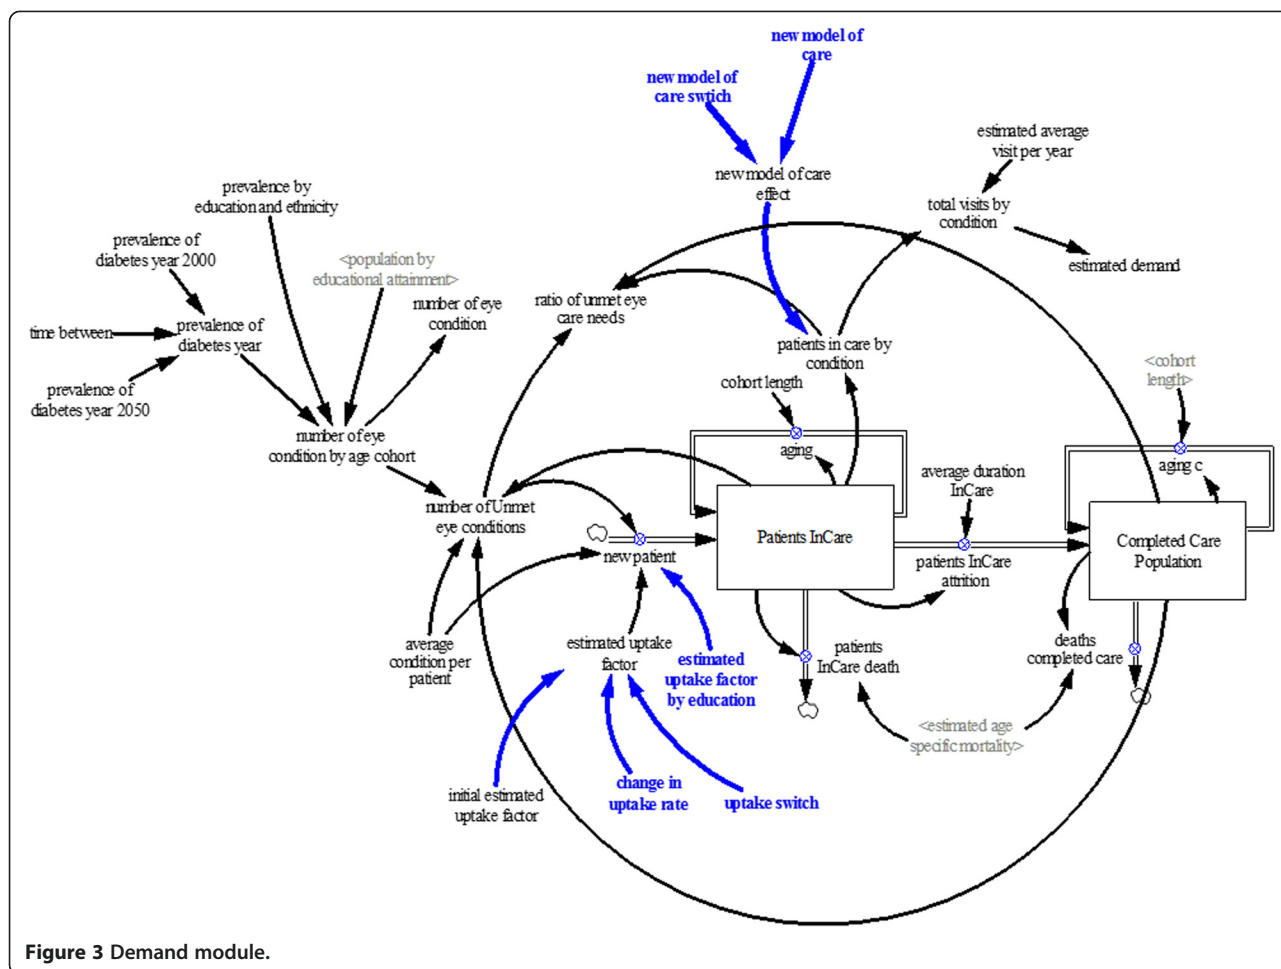 new model of
care
new model of
care swtich
estimated average
visit per year
new model of care
effect
prevalence by
education and ethnicity
total visits by
condition
prevalence of
diabetes year 2000
<population by
educational attainment>
estimated demand
number of eye
condition
ratio of unmet eye
care needs
time between
prevalence of
diabetes year
patients in care by
condition
cohort length
<cohort
length>
prevalence of
diabetes year 2050
number of eye
condition by age cohort
aging
aging c
average duration
InCare
number of Unmet
eye conditions
Patients InCare
Completed Care
Population
new patient
patients InCare
attrition
average
condition per
patient
estimated uptake
factor
estimated
uptake factor
by education
patients
InCare death
deaths
completed care
<estimated age
specific mortality>
initial estimated
uptake factor
change in
uptake rate
uptake switch
Figure 3 Demand module.